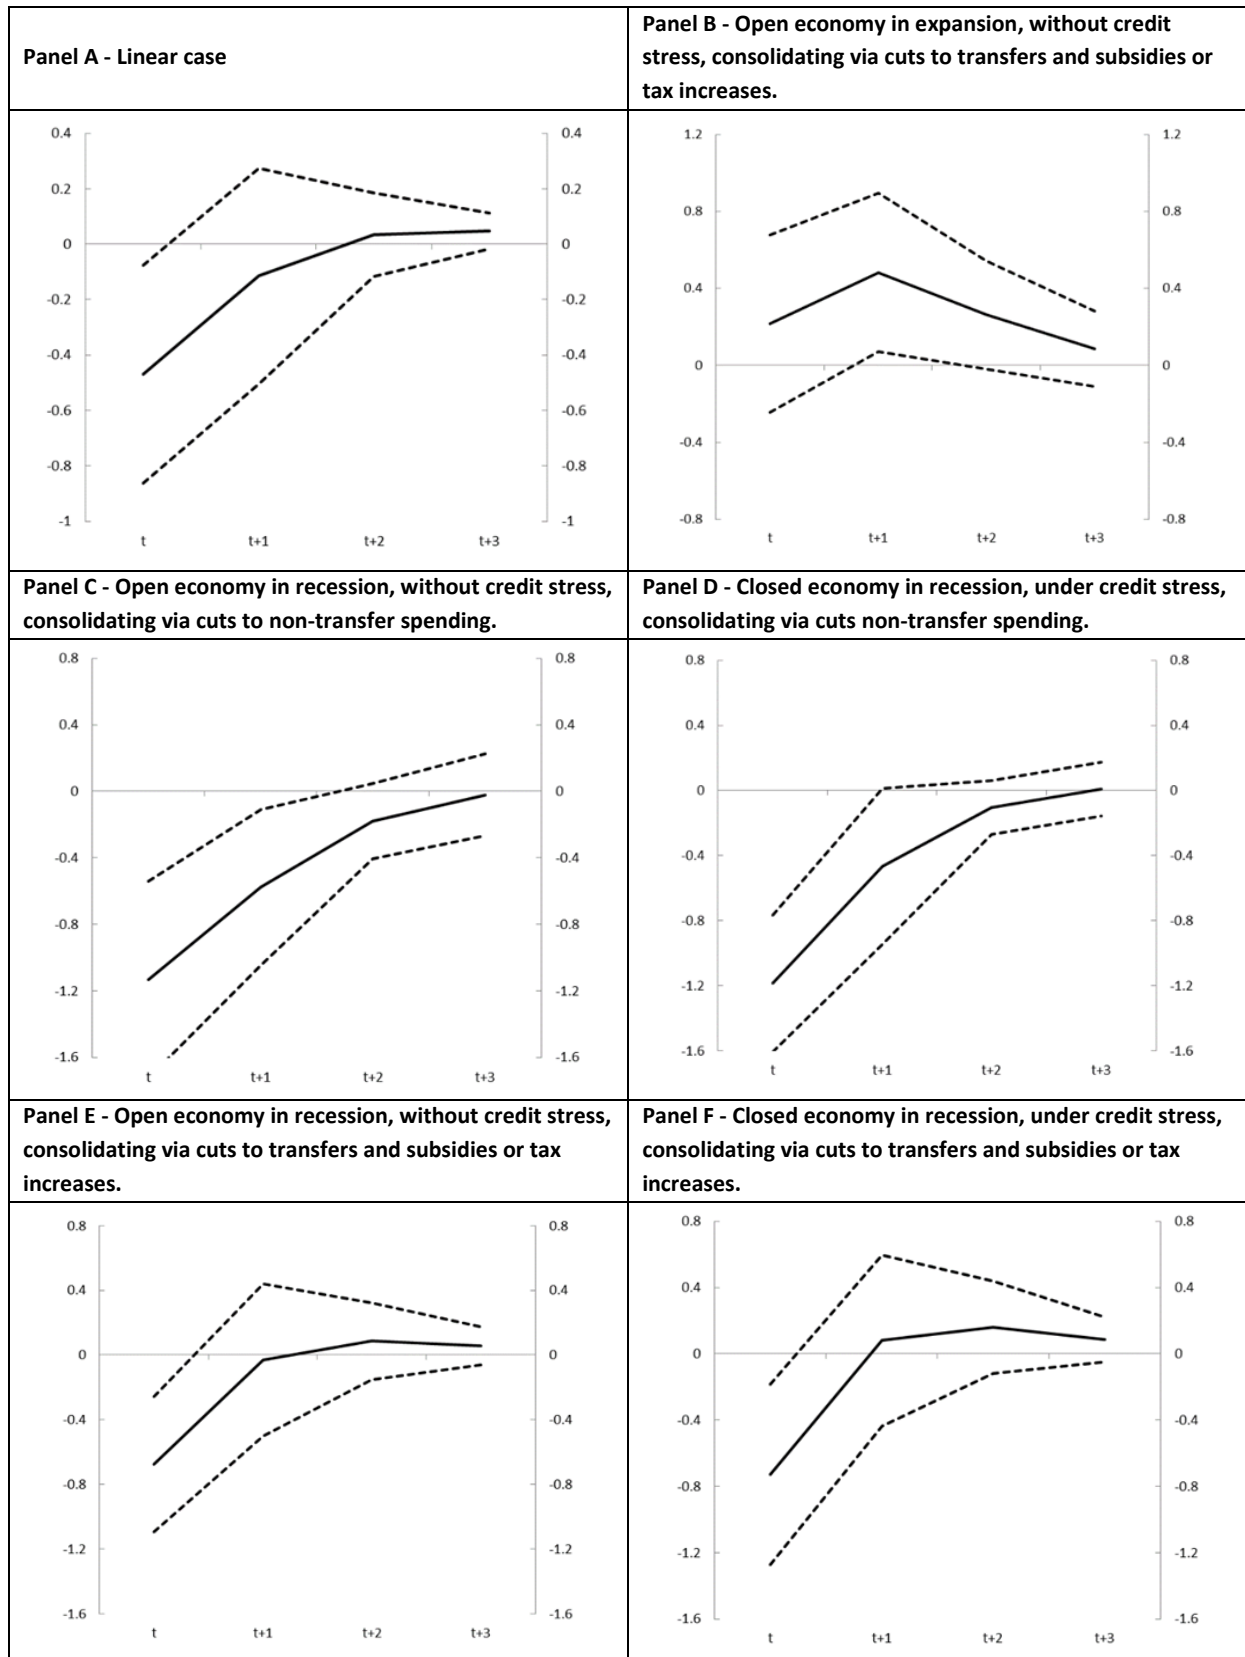 Panel A - Linear case
Panel B - Open economy in expansion, without credit
stress, consolidating via cuts to transfers and subsidies or
tax increases.
0.4
0.2
0
-0.2
-0.4
-0.6
-0.8
-1
0.4
0.2
0
-0.2
-0.4
-0.6
-0.8
-1
t
t+1
t+2
t+3
1.2
0.8
0.4
0
-0.4
-0.8
1.2
0.8
0.4
0
-0.4
-0.8
t
t+1
t+2
t+3
Panel C - Open economy in recession, without credit stress,
consolidating via cuts to non-transfer spending.
Panel D - Closed economy in recession, under credit stress,
consolidating via cuts non-transfer spending.
0.8
0.4
0
-0.4
-0.8
-1.2
-1.6
0.8
0.4
0
-0.4
-0.8
-1.2
-1.6
t
t+1
t+2
t+3
0.8
0.4
0
-0.4
-0.8
-1.2
-1.6
0.8
0.4
0
-0.4
-0.8
-1.2
-1.6
t
t+1
t+2
t+3
Panel E - Open economy in recession, without credit stress,
consolidating via cuts to transfers and subsidies or tax
increases.
Panel F - Closed economy in recession, under credit stress,
consolidating via cuts to transfers and subsidies or tax
increases.
0.8
0.4
0
-0.4
-0.8
-1.2
-1.6
0.8
0.4
0
-0.4
-0.8
-1.2
-1.6
t
t+1
t+2
t+3
0.8
0.4
0
-0.4
-0.8
-1.2
-1.6
0.8
0.4
0
-0.4
-0.8
-1.2
-1.6
t
t+1
t+2
t+3